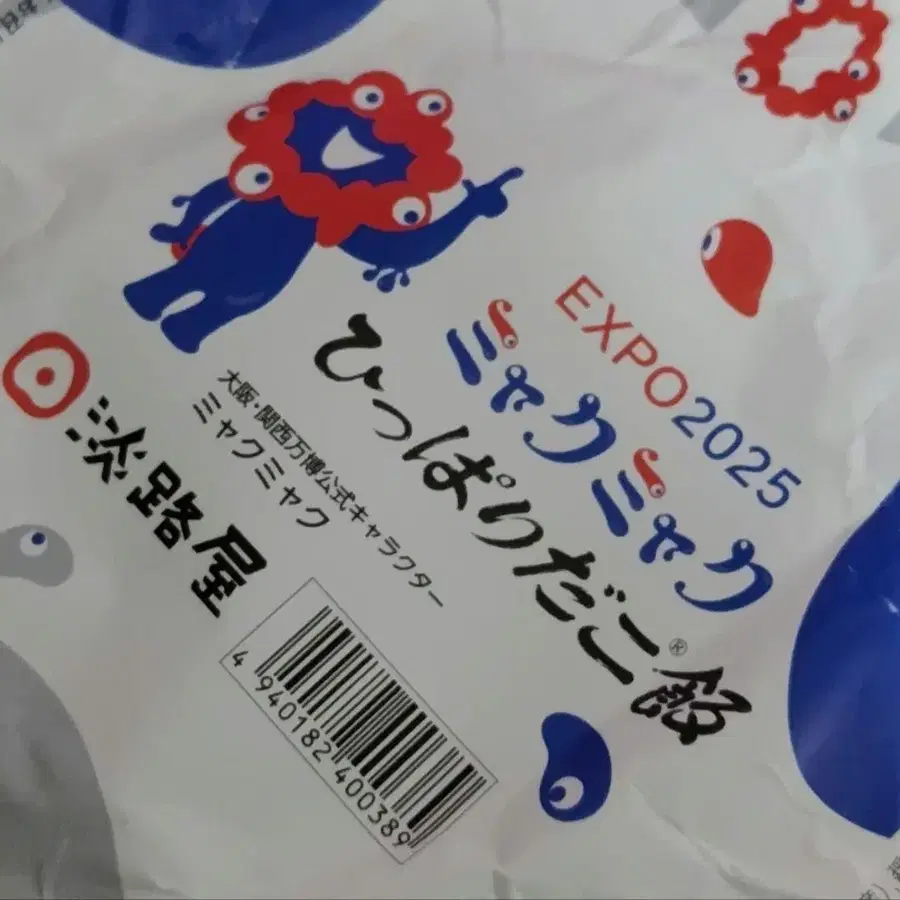 EXPO2025
ミャクミャク
ひっぱりだこ®飯
大阪・関西万博公式キャラクター
ミャクミャク
淡路屋
4 940182 400389